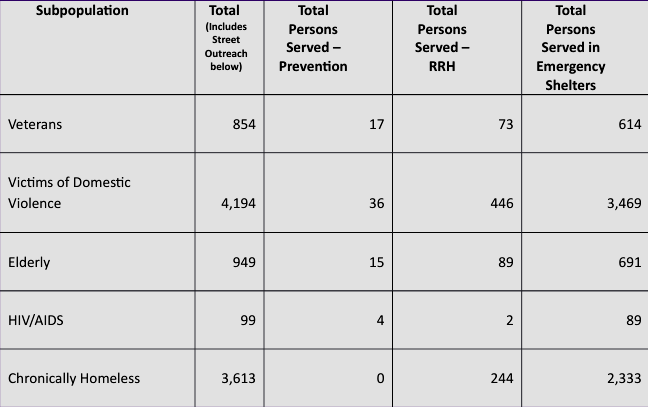 Subpopulation Total Total Total Total
(Includes Persons Persons Persons
Street Served – Served – Served in
Outreach Prevention RRH Emergency
below) Shelters
Veterans 854 17 73 614
Victims of Domestic
Violence 4,194 36 446 3,469
Elderly 949 15 89 691
HIV/AIDS 99 4 2 89
Chronically Homeless 3,613 0 244 2,333